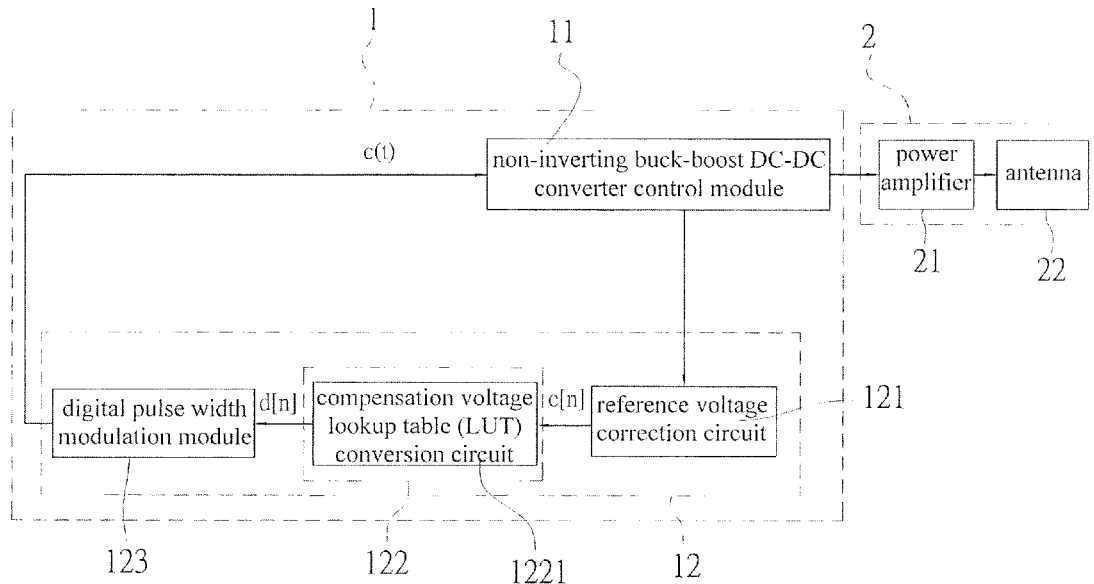 1
11
2
c(t)
non-inverting buck-boost DC-DC
converter control module
power
amplifier
antenna
21
22
digital pulse width
modulation module
d[n]
compensation voltage
lookup table (LUT)
conversion circuit
c[n]
reference voltage
correction circuit
121
123
122
1221
12